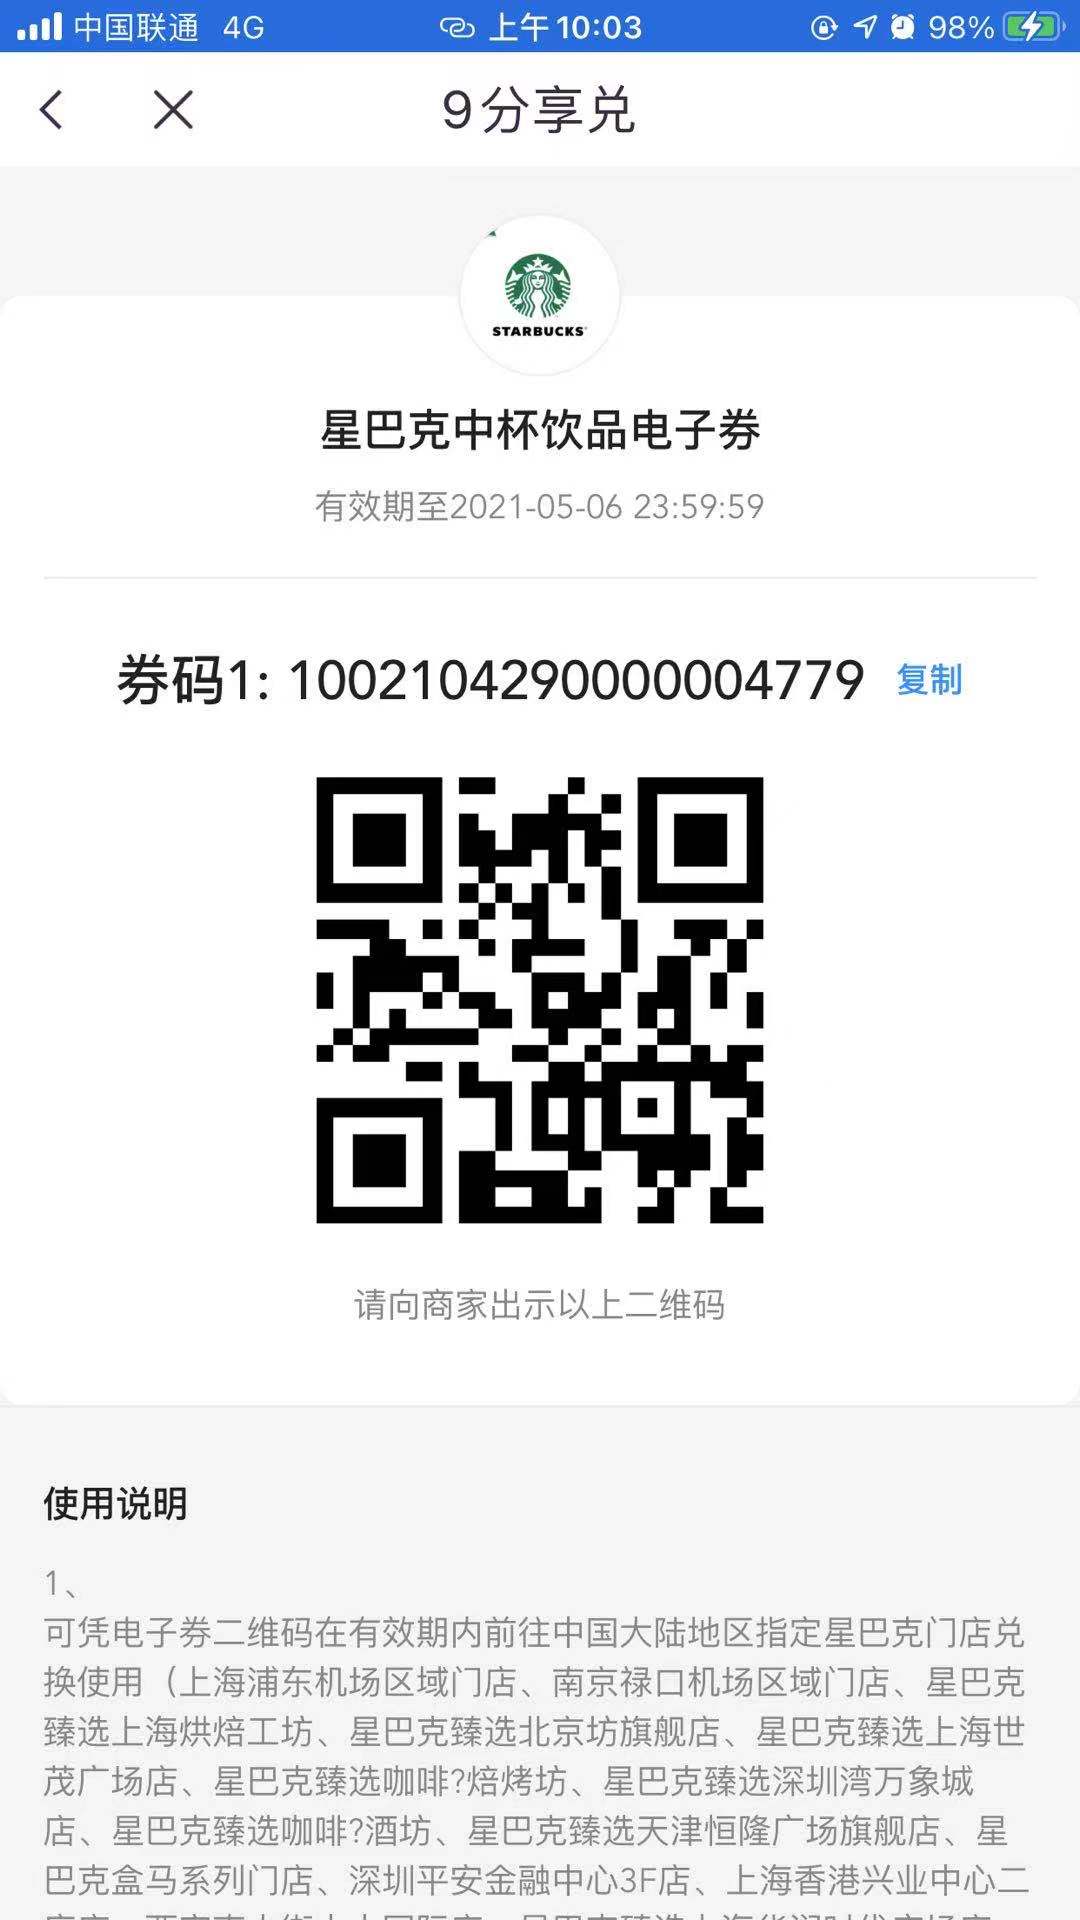 中国联通 4G 上午10:03 98%
9分享兑
STARBUCKS
星巴克中杯饮品电子券
有效期至2021-05-06 23:59:59
券码1: 1002104290000004779 复制
请向商家出示以上二维码
使用说明
1、
可凭电子券二维码在有效期内前往中国大陆地区指定星巴克门店兑
换使用（上海浦东机场区域门店、南京禄口机场区域门店、星巴克
臻选上海烘焙工坊、星巴克臻选北京坊旗舰店、星巴克臻选上海世
茂广场店、星巴克臻选咖啡?焙烤坊、星巴克臻选深圳湾万象城
店、星巴克臻选咖啡?酒坊、星巴克臻选天津恒隆广场旗舰店、星
巴克盒马系列门店、深圳平安金融中心3F店、上海香港兴业中心二